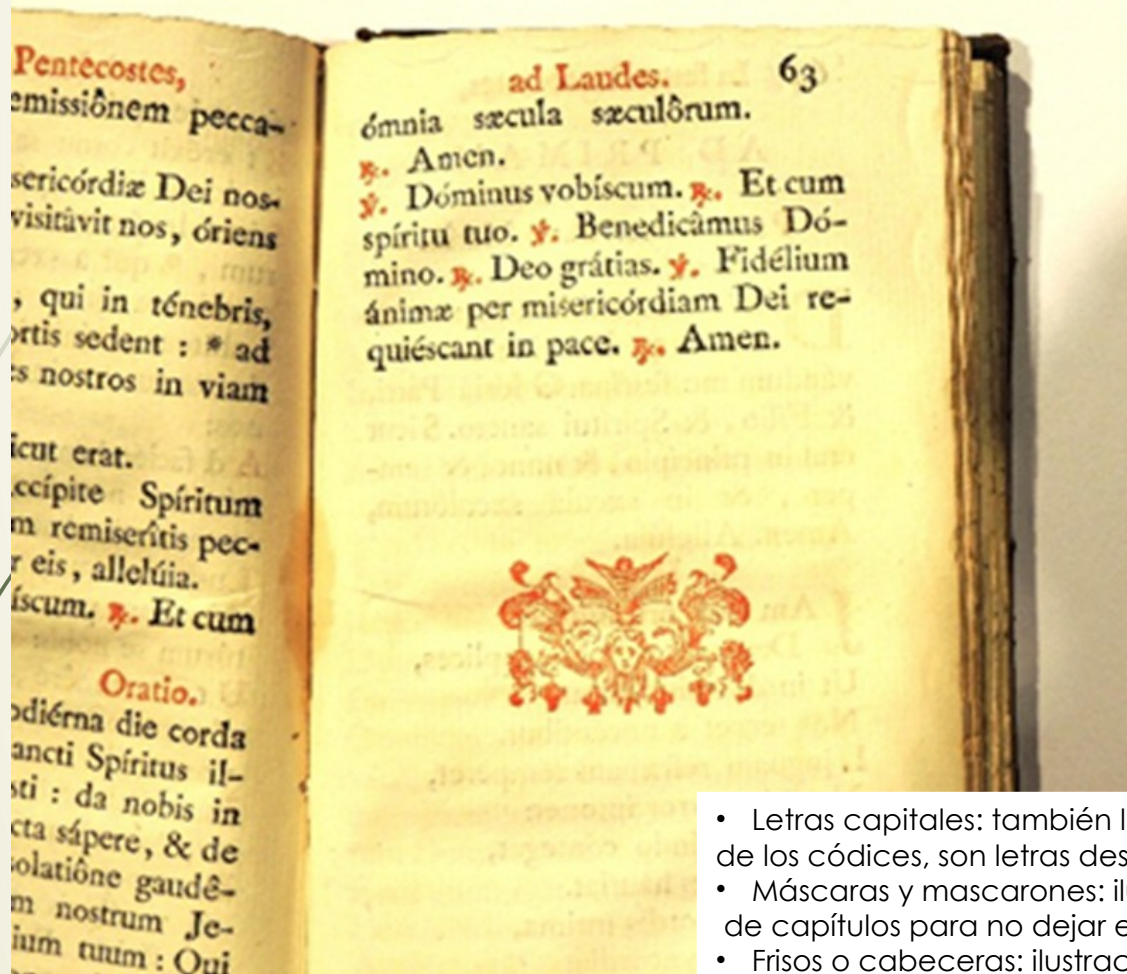 Pentecostes,
emissiônem pecca-
sericórdiæ Dei nos-
visitâvit nos, óriens
, qui in ténebris,
ortis sedent : * ad
s nostros in viam
icut erat.
ccípite Spíritum
m remiserîtis pec-
r eis, allelúia.
íscum. ℟. Et cum
Oratio.
odiérna die corda
ancti Spíritus il-
sti : da nobis in
cta sápere, & de
solatiône gaudê-
m nostrum Je-
ium tuum : Qui
ad Laudes. 63
ómnia sæcula sæculôrum.
℟. Amen.
℣. Dóminus vobíscum. ℟. Et cum
spíritu tuo. ℣. Benedicâmus Dó-
mino. ℟. Deo grátias. ℣. Fidélium
ánimæ per misericórdiam Dei re-
quiéscant in pace. ℟. Amen.
• Letras capitales: también l
de los códices, son letras des
• Máscaras y mascarones: il
de capítulos para no dejar e
• Frisos o cabeceras: ilustrac